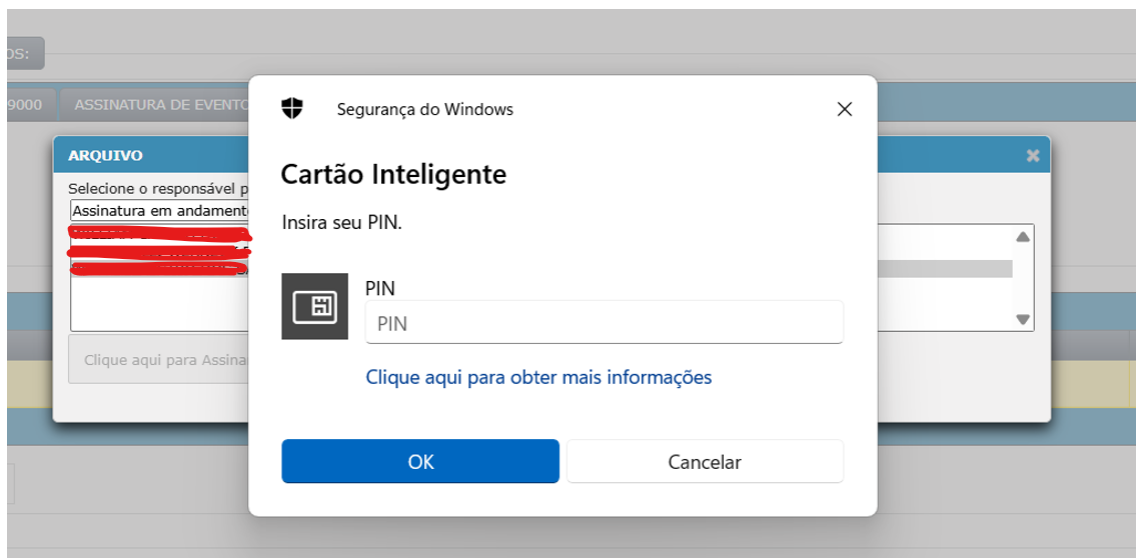 OS:
9000
ASSINATURA DE EVENTO
Segurança do Windows
ARQUIVO
Cartão Inteligente
Selecione o responsável p
Assinatura em andament
Insira seu PIN.
PIN
PIN
Clique aqui para Assina
Clique aqui para obter mais informações
OK
Cancelar